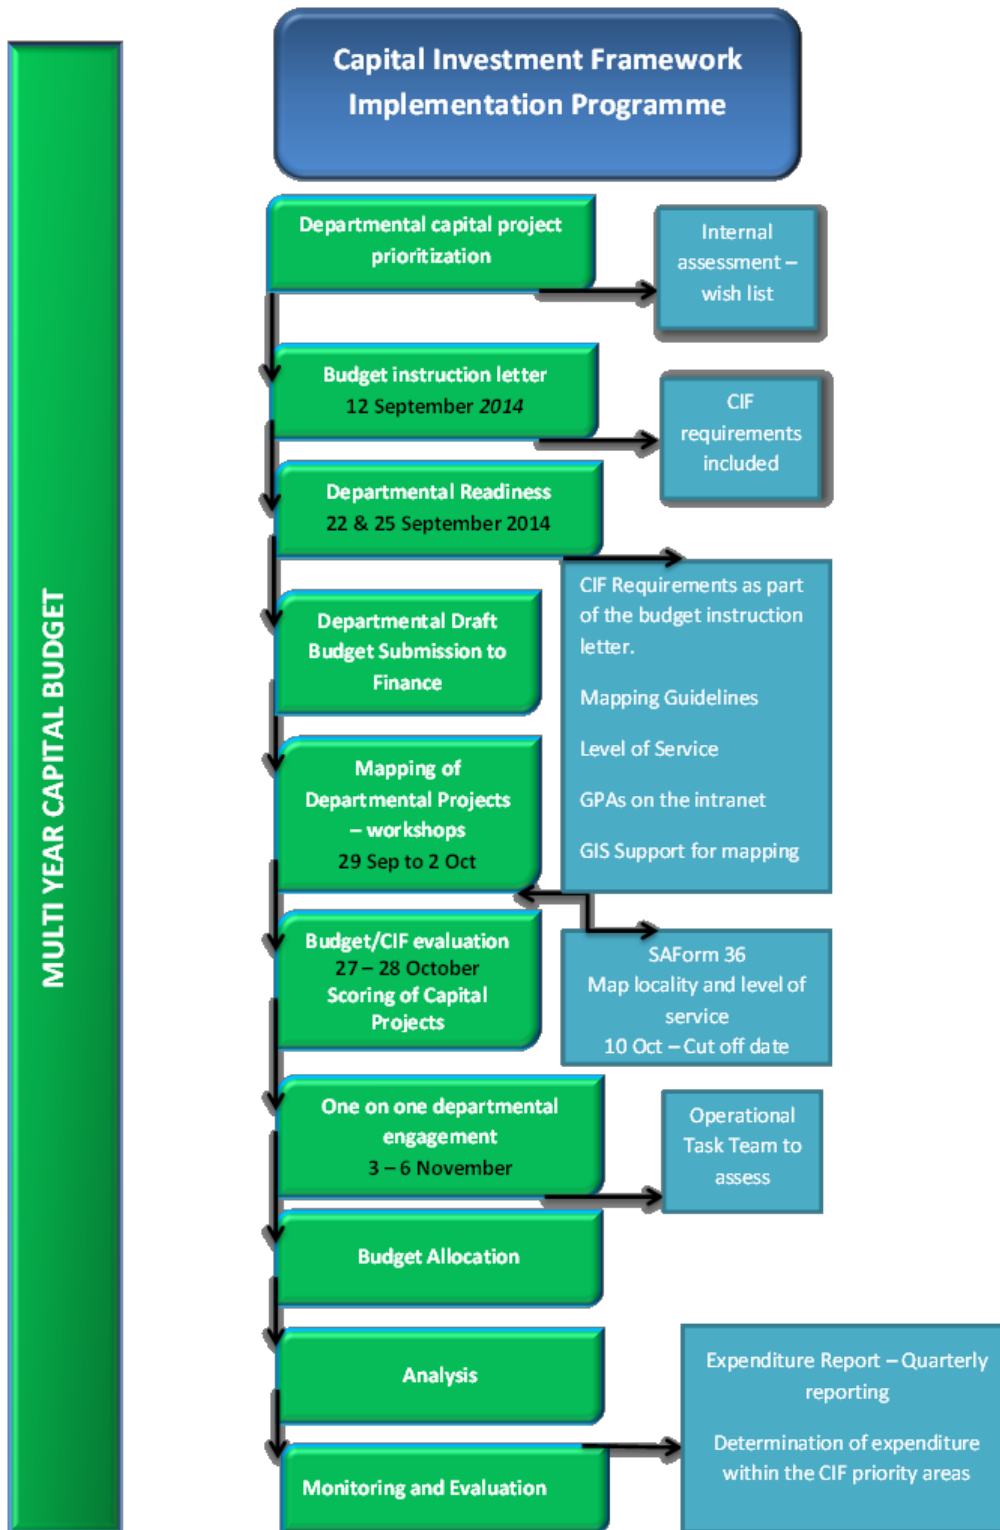 Capital Investment Framework
Implementation Programme
MULTI YEAR CAPITAL BUDGET
Departmental capital project
prioritization
Internal
assessment –
wish list
Budget instruction letter
12 September 2014
CIF
requirements
included
Departmental Readiness
22 & 25 September 2014
CIF Requirements as part
of the budget instruction
letter.
Mapping Guidelines
Level of Service
GPAs on the intranet
GIS Support for mapping
Departmental Draft
Budget Submission to
Finance
Mapping of
Departmental Projects
– workshops
29 Sep to 2 Oct
Budget/CIF evaluation
27 – 28 October
Scoring of Capital
Projects
SAForm 36
Map locality and level of
service
10 Oct – Cut off date
One on one departmental
engagement
3 – 6 November
Operational
Task Team to
assess
Budget Allocation
Analysis
Expenditure Report – Quarterly
reporting
Determination of expenditure
within the CIF priority areas
Monitoring and Evaluation